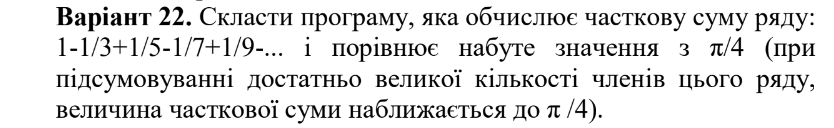 Варіант 22. Скласти програму, яка обчислює часткову суму ряду:
1-1/3+1/5-1/7+1/9-... і порівнює набуте значення з π/4 (при
підсумовуванні достатньо великої кількості членів цього ряду,
величина часткової суми наближається до π /4).